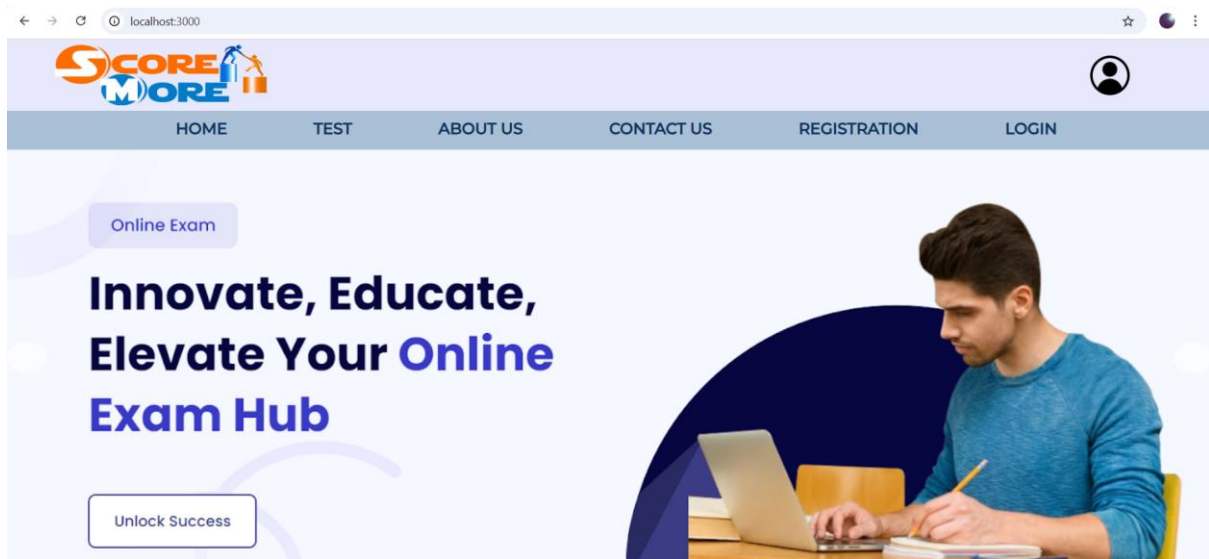 localhost:3000
SCORE
MORE
HOME TEST ABOUT US CONTACT US REGISTRATION LOGIN
Online Exam
Innovate, Educate,
Elevate Your Online
Exam Hub
Unlock Success